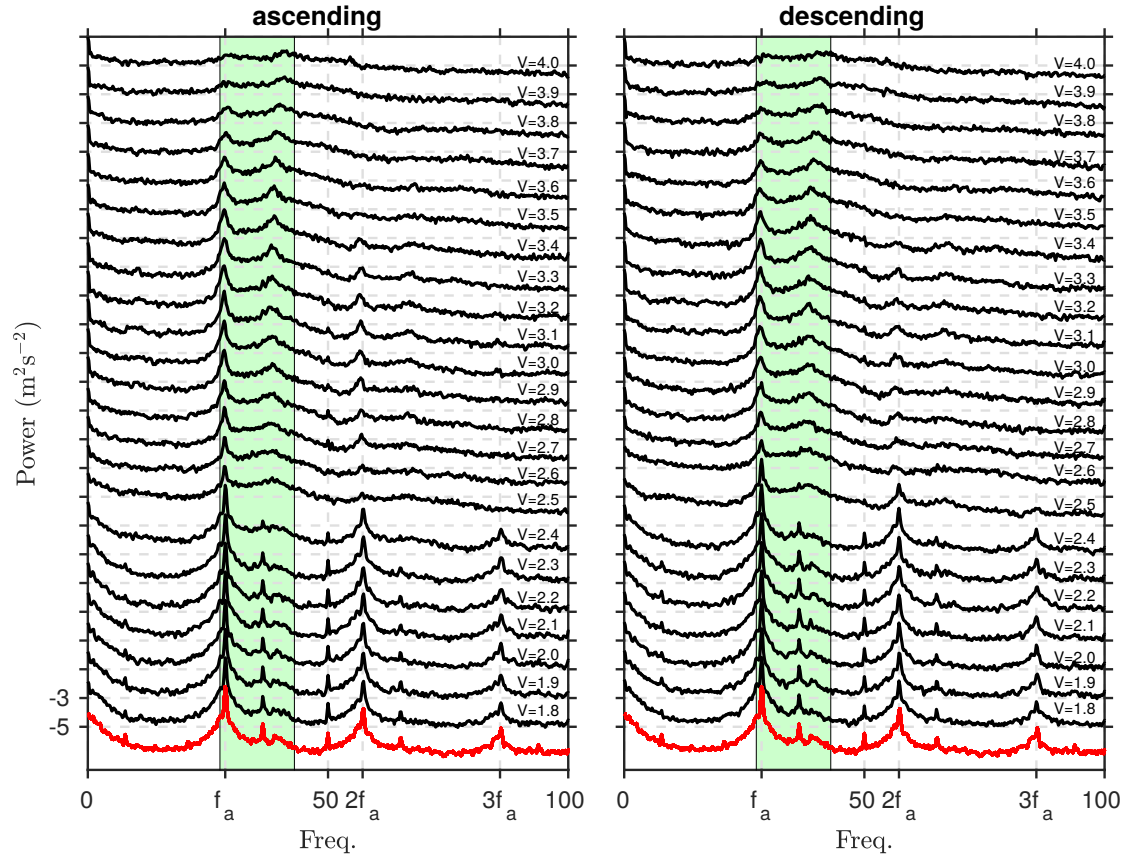 ascending
V=4.0
V=3.9
V=3.8
V=3.7
V=3.6
V=3.5
V=3.4
V=3.3
V=3.2
V=3.1
V=3.0
V=2.9
V=2.8
V=2.7
V=2.6
V=2.5
V=2.4
V=2.3
V=2.2
V=2.1
V=2.0
V=1.9
V=1.8
Power (m²s⁻²)
-3
-5
0 fₐ 50 2fₐ 3fₐ 100
Freq.
descending
V=4.0
V=3.9
V=3.8
V=3.7
V=3.6
V=3.5
V=3.4
V=3.3
V=3.2
V=3.1
V=3.0
V=2.9
V=2.8
V=2.7
V=2.6
V=2.5
V=2.4
V=2.3
V=2.2
V=2.1
V=2.0
V=1.9
V=1.8
0 fₐ 50 2fₐ 3fₐ 100
Freq.